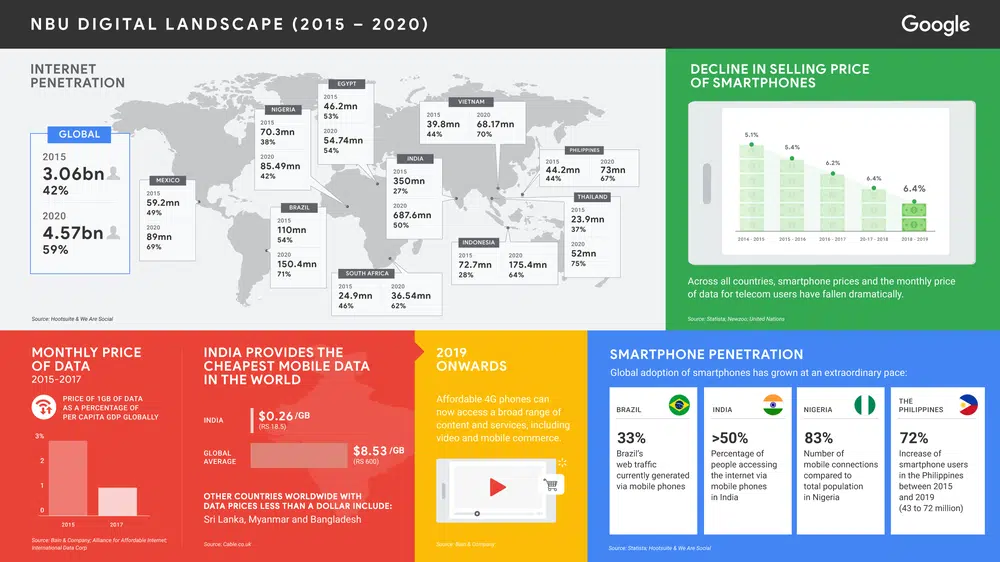 NBU DIGITAL LANDSCAPE (2015 – 2020)
Google
INTERNET
PENETRATION
GLOBAL
2015
3.06bn
42%
2020
4.57bn
59%
MEXICO
2015
59.2mn
49%
2020
89mn
69%
NIGERIA
2015
70.3mn
38%
2020
85.49mn
42%
EGYPT
2015
46.2mn
53%
2020
54.74mn
54%
BRAZIL
2015
110mn
54%
2020
150.4mn
71%
SOUTH AFRICA
2015 2020
24.9mn 36.54mn
46% 62%
INDIA
2015
350mn
27%
2020
687.6mn
50%
VIETNAM
2015 2020
39.8mn 68.17mn
44% 70%
PHILIPPINES
2015 2020
44.2mn 73mn
44% 67%
THAILAND
2015
23.9mn
37%
2020
52mn
75%
INDONESIA
2015 2020
72.7mn 175.4mn
28% 64%
Source: Hootsuite & We Are Social
DECLINE IN SELLING PRICE
OF SMARTPHONES
5.1%
5.4%
6.2%
6.4%
6.4%
2014 - 2015 2015 - 2016 2016 - 2017 20-17 - 2018 2018 - 2019
Across all countries, smartphone prices and the monthly price
of data for telecom users have fallen dramatically.
Source: Statista, Newzoo, United Nations
MONTHLY PRICE
OF DATA
2015-2017
PRICE OF 1GB OF DATA
AS A PERCENTAGE OF
PER CAPITA GDP GLOBALLY
3%
2
1
0
2015 2017
Source: Bain & Company; Alliance for Affordable Internet;
International Data Corp
INDIA PROVIDES THE
CHEAPEST MOBILE DATA
IN THE WORLD
INDIA
$0.26/GB
(RS 18.5)
GLOBAL
AVERAGE
$8.53/GB
(RS 600)
OTHER COUNTRIES WORLDWIDE WITH
DATA PRICES LESS THAN A DOLLAR INCLUDE:
Sri Lanka, Myanmar and Bangladesh
Source: Cable.co.uk
2019
ONWARDS
Affordable 4G phones can
now access a broad range of
content and services, including
video and mobile commerce.
Source: Bain & Company
SMARTPHONE PENETRATION
Global adoption of smartphones has grown at an extraordinary pace:
BRAZIL
33%
Brazil's
web traffic
currently generated
via mobile phones
INDIA
>50%
Percentage of
people accessing
the internet via
mobile phones
in India
NIGERIA
83%
Number of
mobile connections
compared to
total population
in Nigeria
THE
PHILIPPINES
72%
Increase of
smartphone users
in the Philippines
between 2015
and 2019
(43 to 72 million)
Source: Statista; Hootsuite & We Are Social